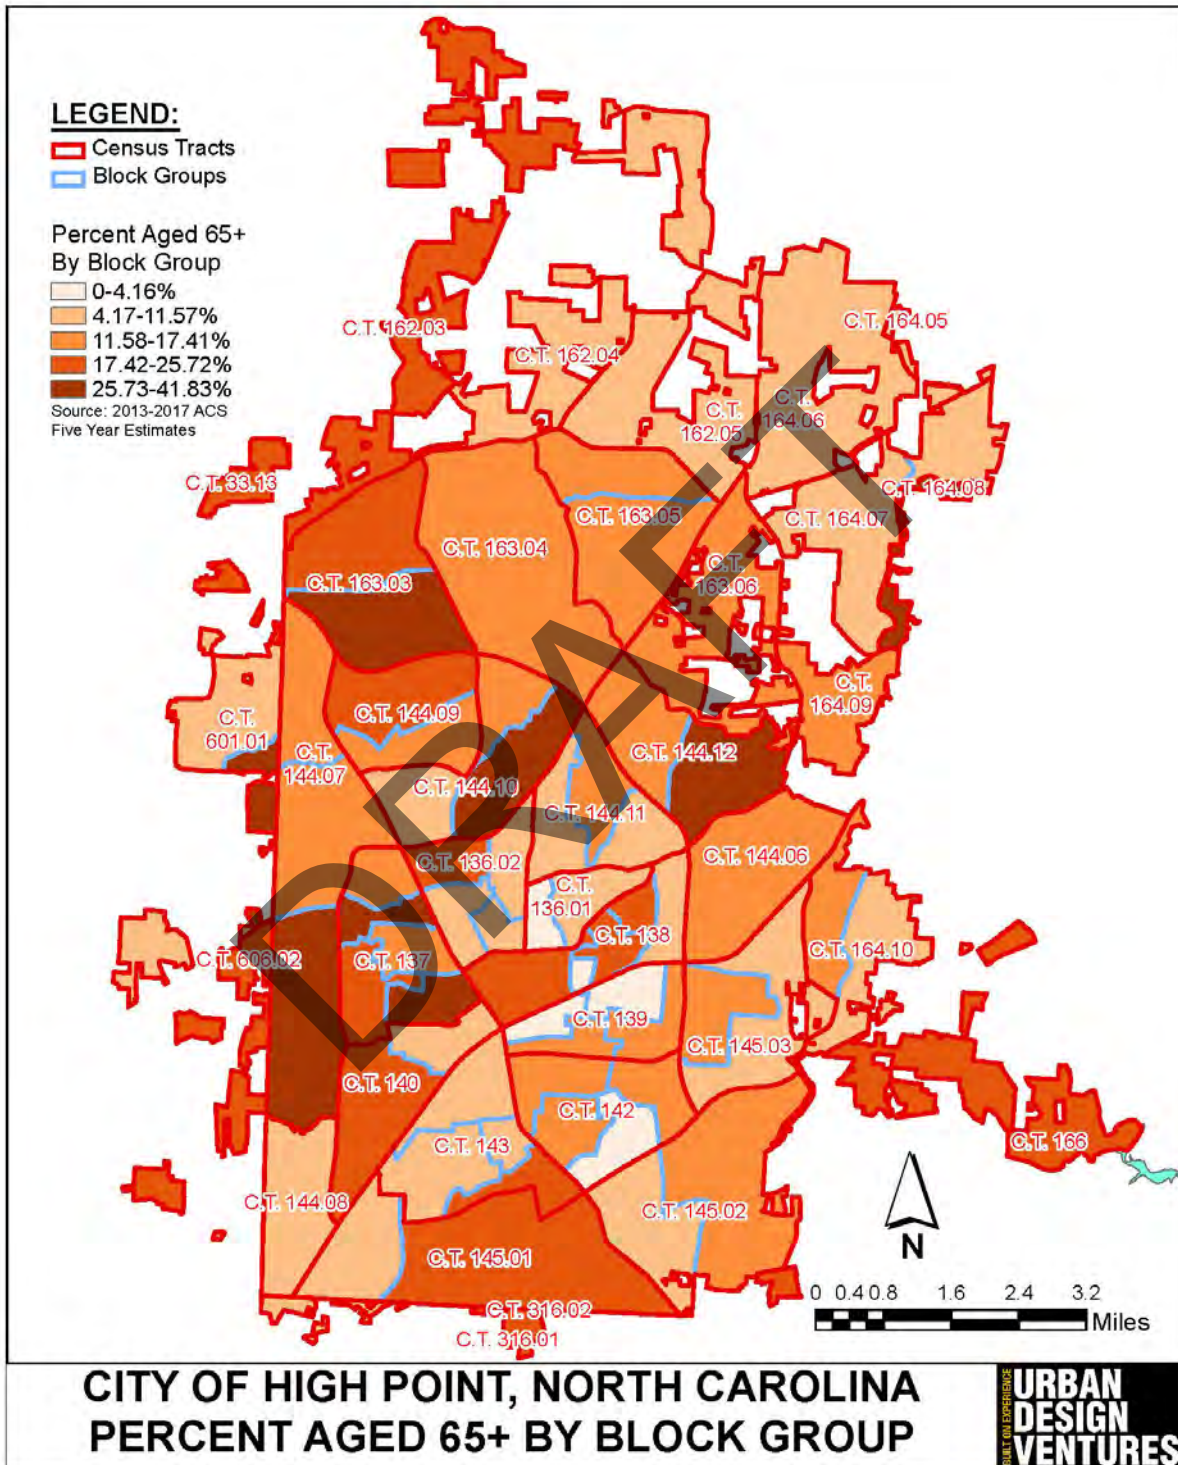 LEGEND:
Census Tracts
Block Groups
Percent Aged 65+
By Block Group
0-4.16%
4.17-11.57%
11.58-17.41%
17.42-25.72%
25.73-41.83%
Source: 2013-2017 ACS
Five Year Estimates
C.T. 162.03
C.T. 164.05
C.T. 162.04
C.T.
162.05
C.T.
164.06
C.T. 33.13
C.T. 164.08
C.T. 163.05
C.T. 164.07
C.T. 163.04
C.T. 163.03
C.T.
163.06
C.T.
164.09
C.T. 144.09
C.T.
601.01
C.T.
144.07
C.T. 144.12
C.T. 144.10
C.T. 144.11
C.T. 136.02
C.T. 144.06
C.T.
136.01
C.T. 138
C.T. 164.10
C.T. 606.02
C.T. 137
C.T. 139
C.T. 145.03
C.T. 140
C.T. 142
C.T. 143
C.T. 166
C.T. 144.08
C.T. 145.02
C.T. 145.01
C.T. 316.02
C.T. 316.01
DRAFT
N
0 0.4 0.8 1.6 2.4 3.2
Miles
CITY OF HIGH POINT, NORTH CAROLINA
PERCENT AGED 65+ BY BLOCK GROUP
BUILT ON EXPERIENCE
URBAN
DESIGN
VENTURES